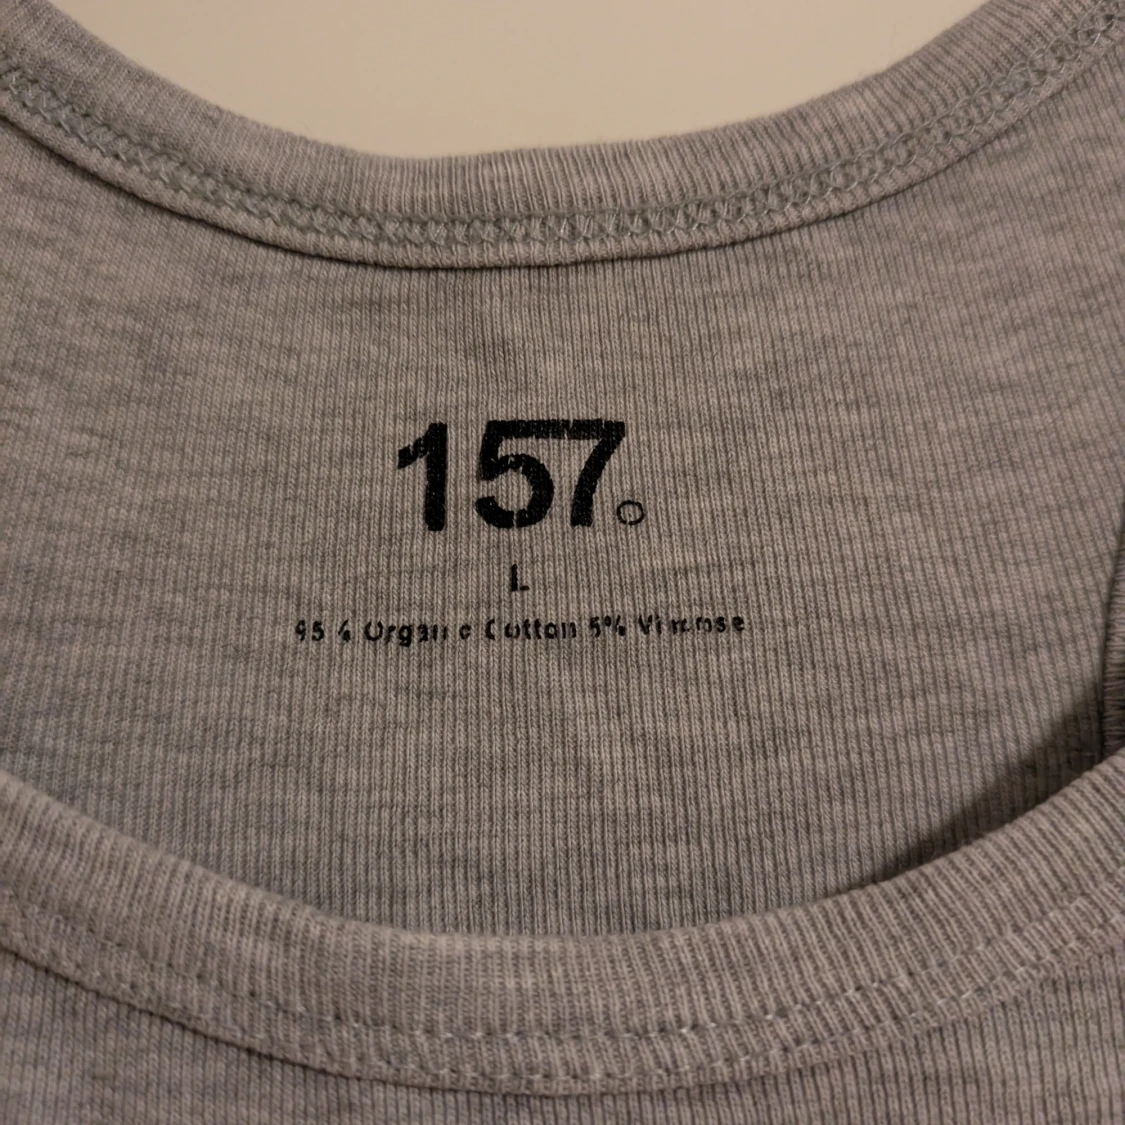 157.
L
95% Organic Cotton 5% Viscose